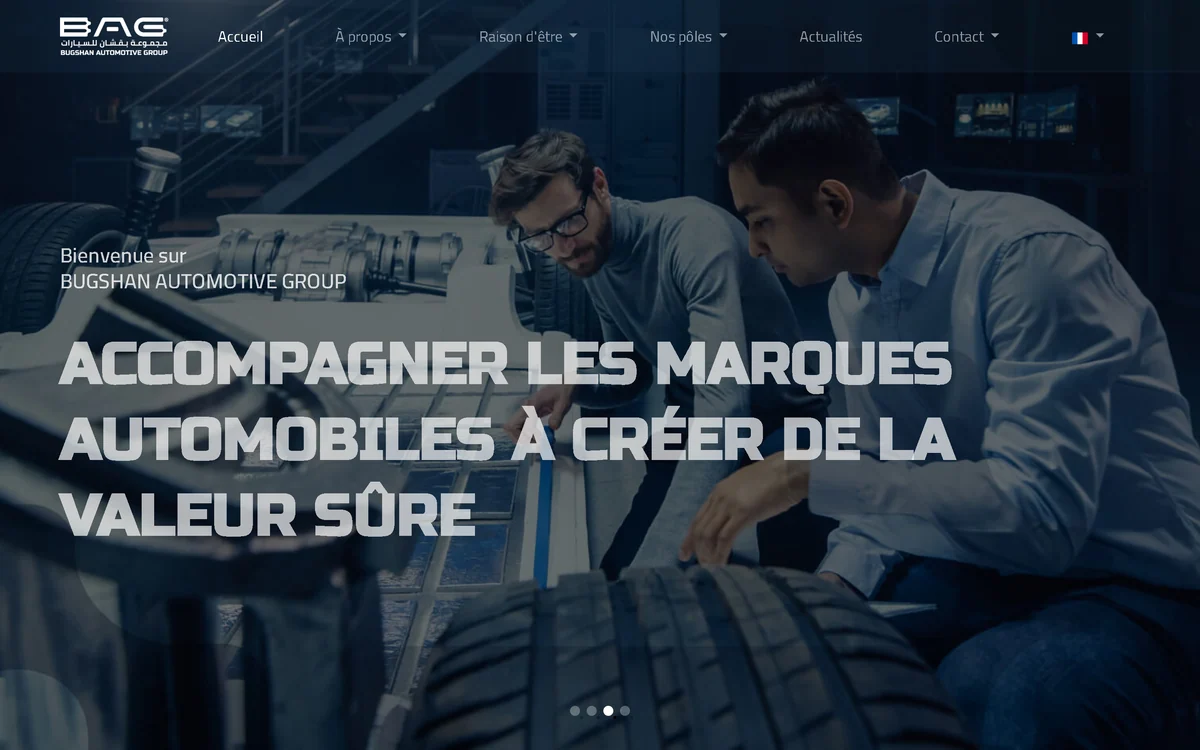 BAG
مجموعة بقشان للسيارات
BUGSHAN AUTOMOTIVE GROUP
Accueil
À propos
Raison d'être
Nos pôles
Actualités
Contact
Bienvenue sur
BUGSHAN AUTOMOTIVE GROUP
ACCOMPAGNER LES MARQUES
AUTOMOBILES À CRÉER DE LA
VALEUR SÛRE